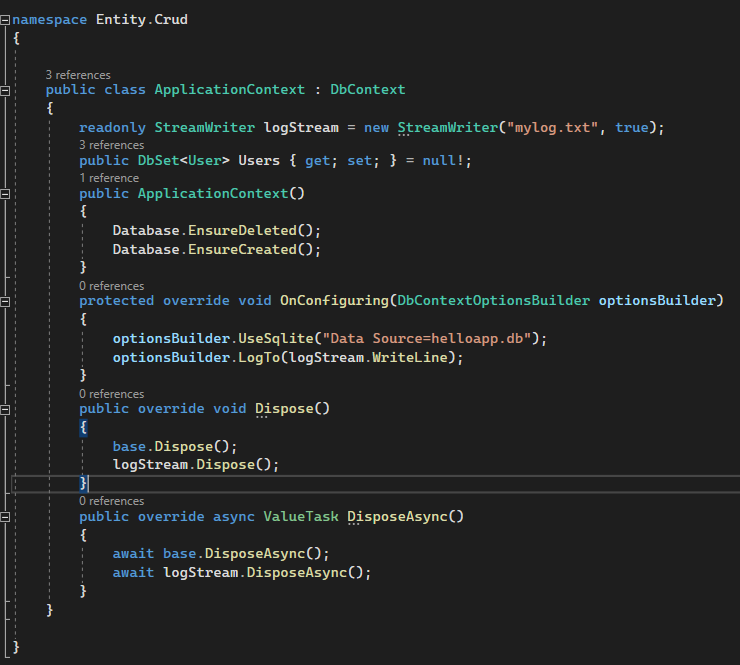 namespace Entity.Crud
{
3 references
public class ApplicationContext : DbContext
{
readonly StreamWriter logStream = new StreamWriter("mylog.txt", true);
3 references
public DbSet<User> Users { get; set; } = null!;
1 reference
public ApplicationContext()
{
Database.EnsureDeleted();
Database.EnsureCreated();
}
0 references
protected override void OnConfiguring(DbContextOptionsBuilder optionsBuilder)
{
optionsBuilder.UseSqlite("Data Source=helloapp.db");
optionsBuilder.LogTo(logStream.WriteLine);
}
0 references
public override void Dispose()
{
base.Dispose();
logStream.Dispose();
}
0 references
public override async ValueTask DisposeAsync()
{
await base.DisposeAsync();
await logStream.DisposeAsync();
}
}
}